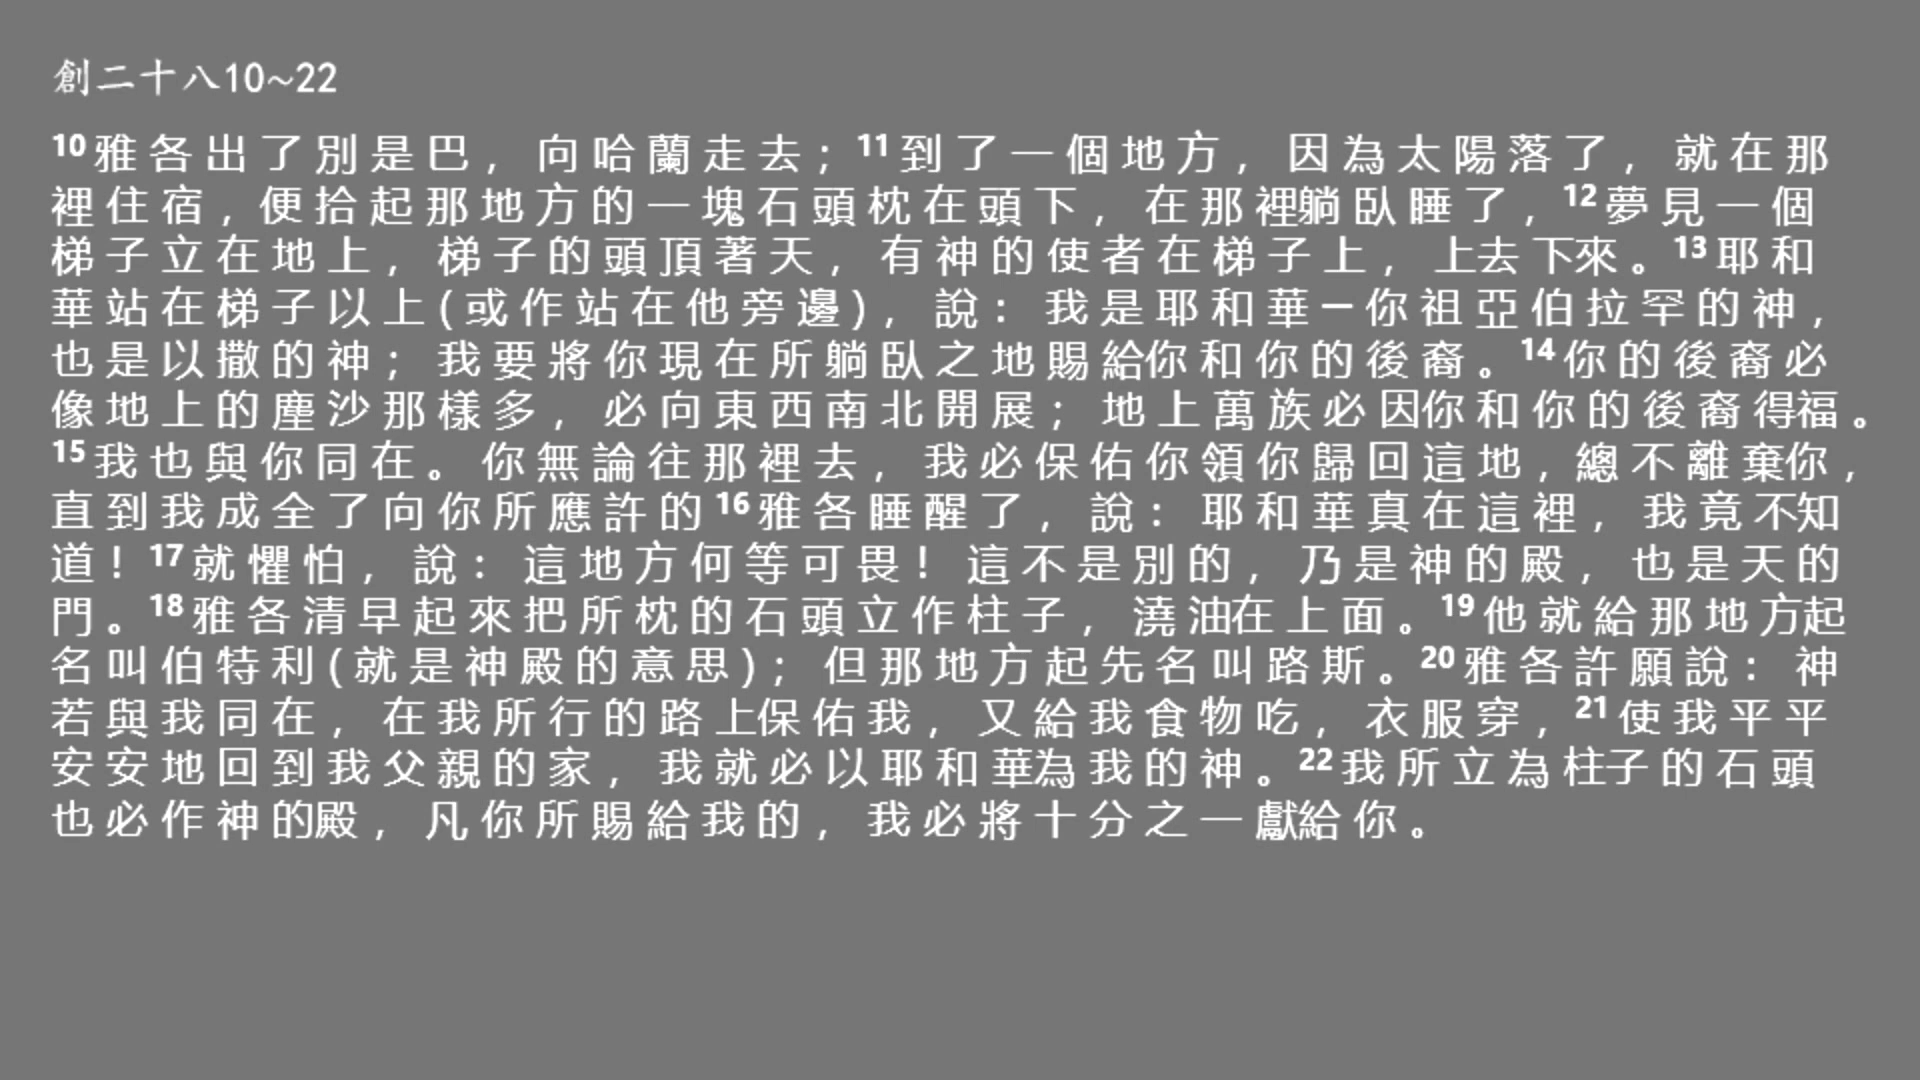 創二十八10~22
10雅各出了別是巴，向哈蘭走去；11到了一個地方，因為太陽落了，就在那
裡住宿，便拾起那地方的一塊石頭枕在頭下，在那裡躺臥睡了，12夢見一個
梯子立在地上，梯子的頭頂著天，有神的使者在梯子上，上去下來。13耶和
華站在梯子以上(或作站在他旁邊)，說：我是耶和華－你祖亞伯拉罕的神，
也是以撒的神；我要將你現在所躺臥之地賜給你和你的後裔。14你的後裔必
像地上的塵沙那樣多，必向東西南北開展；地上萬族必因你和你的後裔得福。
15我也與你同在。你無論往那裡去，我必保佑你領你歸回這地，總不離棄你，
直到我成全了向你所應許的16雅各睡醒了，說：耶和華真在這裡，我竟不知
道！17就懼怕，說：這地方何等可畏！這不是別的，乃是神的殿，也是天的
門。18雅各清早起來把所枕的石頭立作柱子，澆油在上面。19他就給那地方起
名叫伯特利(就是神殿的意思)；但那地方起先名叫路斯。20雅各許願說：神
若與我同在，在我所行的路上保佑我，又給我食物吃，衣服穿，21使我平平
安安地回到我父親的家，我就必以耶和華為我的神。22我所立為柱子的石頭
也必作神的殿，凡你所賜給我的，我必將十分之一獻給你。